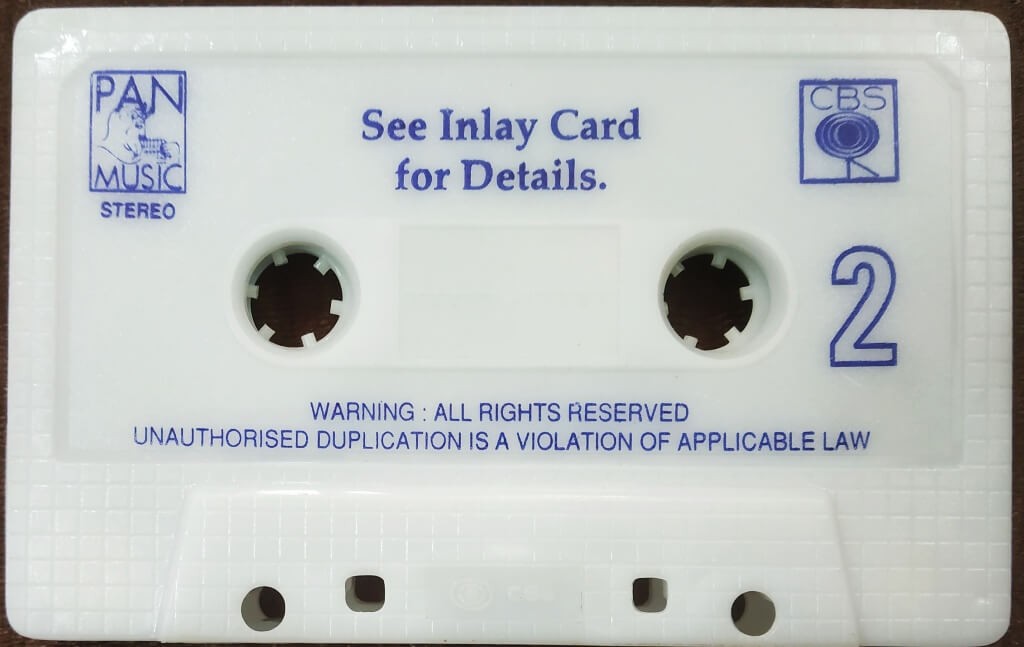 PAN
MUSIC
STEREO
See Inlay Card
for Details.
CBS
2
WARNING : ALL RIGHTS RESERVED
UNAUTHORISED DUPLICATION IS A VIOLATION OF APPLICABLE LAW
CBS